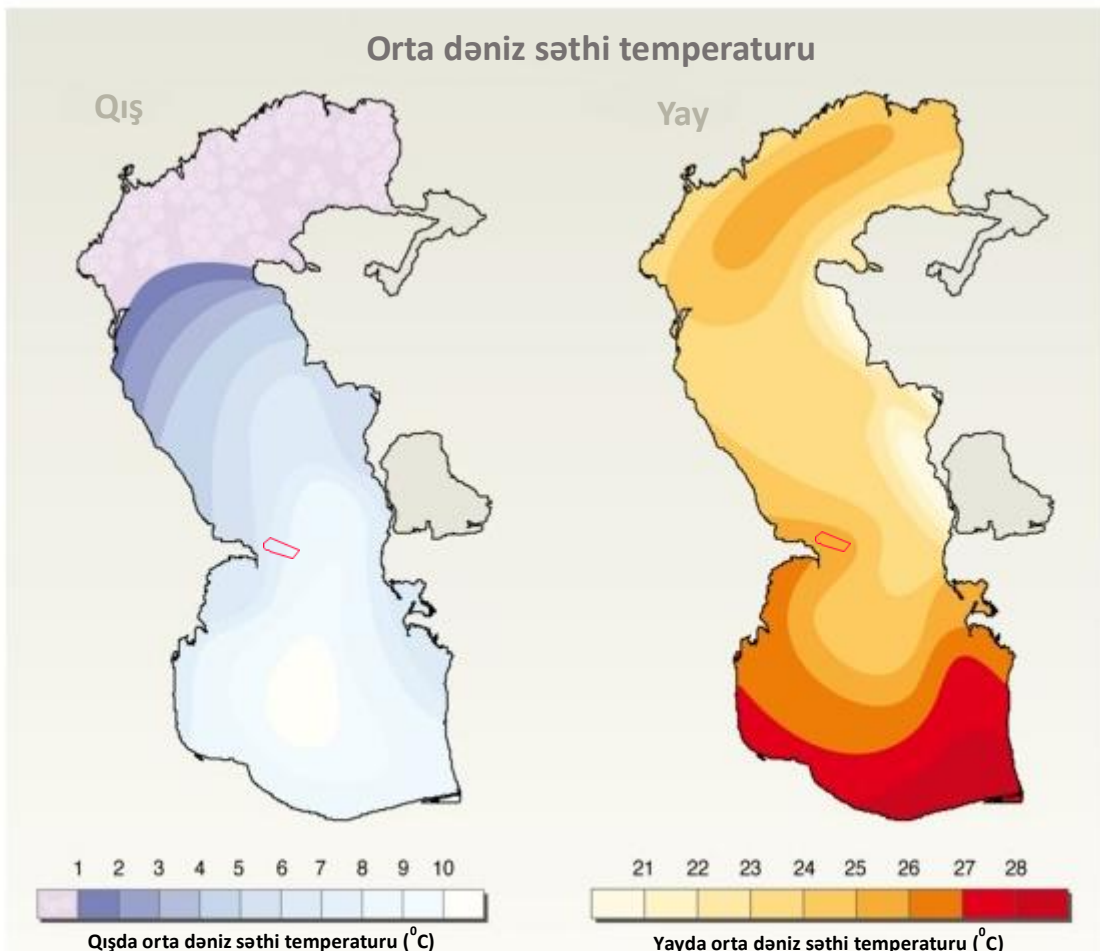 Orta dəniz səthi temperaturu
Qış
Yay
1 2 3 4 5 6 7 8 9 10
21 22 23 24 25 26 27 28
Qışda orta dəniz səthi temperaturu (⁰C)
Yayda orta dəniz səthi temperaturu (⁰C)